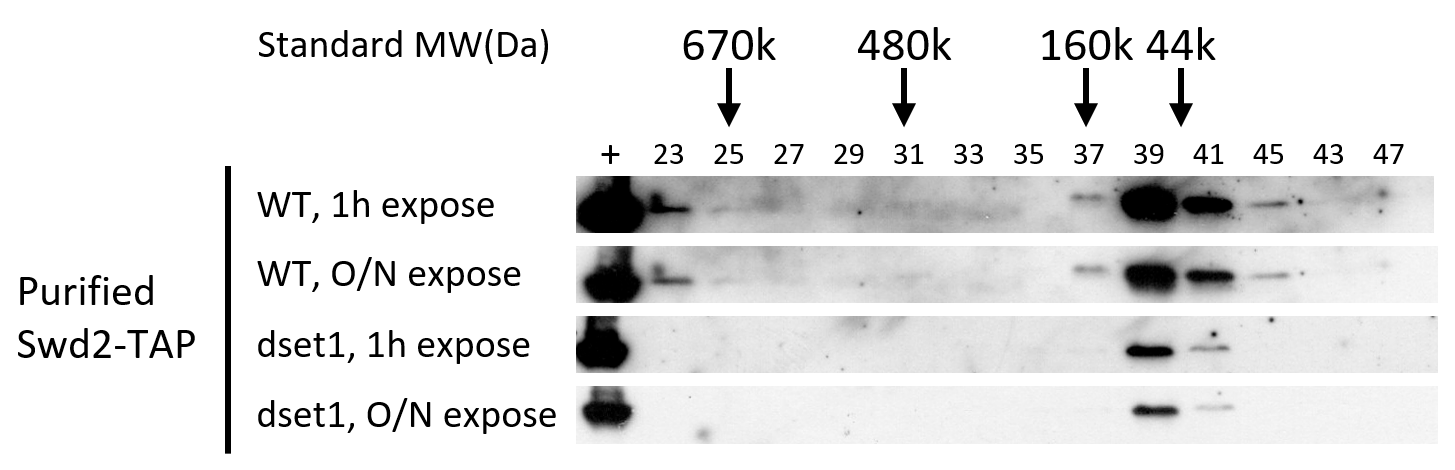 Standard MW(Da) 670k 480k 160k 44k
+ 23 25 27 29 31 33 35 37 39 41 45 43 47
WT, 1h expose
WT, O/N expose
Purified
Swd2-TAP
dset1, 1h expose
dset1, O/N expose